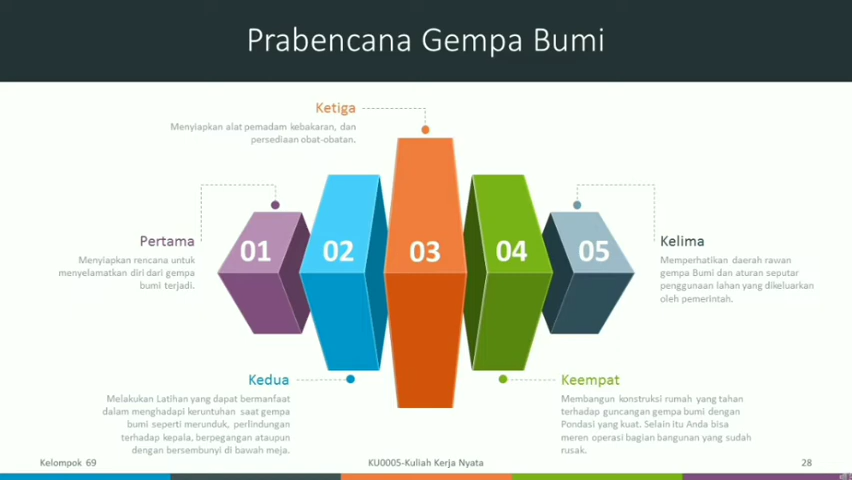 Prabencana Gempa Bumi
Ketiga
Menyiapkan alat pemadam kebakaran, dan
persediaan obat-obatan.
Pertama
Menyiapkan rencana untuk
menyelamatkan diri dari gempa
bumi terjadi.
01
02
03
04
05
Kelima
Memperhatikan daerah rawan
gempa Bumi dan aturan seputar
penggunaan lahan yang dikeluarkan
oleh pemerintah.
Kedua
Melakukan Latihan yang dapat bermanfaat
dalam menghadapi keruntuhan saat gempa
bumi seperti merunduk, perlindungan
terhadap kepala, berpegangan ataupun
dengan bersembunyi di bawah meja.
Keempat
Membangun konstruksi rumah yang tahan
terhadap guncangan gempa bumi dengan
Pondasi yang kuat. Selain itu Anda bisa
meren operasi bagian bangunan yang sudah
rusak.
Kelompok 69
KU0005-Kuliah Kerja Nyata
28